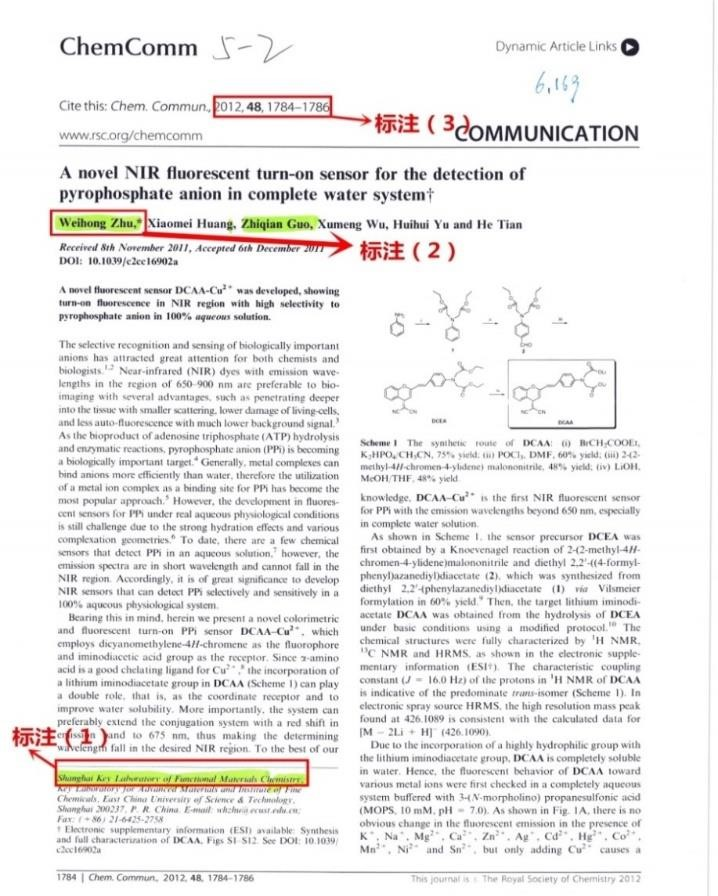 ChemComm
5-2
Dynamic Article Links
6,169
Cite this: Chem. Commun., 2012, 48, 1784–1786
标注（3）
www.rsc.org/chemcomm
COMMUNICATION
A novel NIR fluorescent turn-on sensor for the detection of
pyrophosphate anion in complete water system†
Weihong Zhu,* Xiaomei Huang, Zhiqian Guo, Xumeng Wu, Huihui Yu and He Tian
标注（2）
Received 8th November 2011, Accepted 6th December 2011
DOI: 10.1039/c2cc16902a
A novel fluorescent sensor DCAA-Cu2+ was developed, showing
turn-on fluorescence in NIR region with high selectivity to
pyrophosphate anion in 100% aqueous solution.
The selective recognition and sensing of biologically important
anions has attracted great attention for both chemists and
biologists.1,2 Near-infrared (NIR) dyes with emission wave-
lengths in the region of 650–900 nm are preferable to bio-
imaging with several advantages, such as penetrating deeper
into the tissue with smaller scattering, lower damage of living-cells,
and less auto-fluorescence with much lower background signal.3
As the bioproduct of adenosine triphosphate (ATP) hydrolysis
and enzymatic reactions, pyrophosphate anion (PPi) is becoming
a biologically important target.4 Generally, metal complexes can
bind anions more efficiently than water, therefore the utilization
of a metal ion complex as a binding site for PPi has become the
most popular approach.5 However, the development in fluores-
cent sensors for PPi under real aqueous physiological conditions
is still challenge due to the strong hydration effects and various
complexation geometries.6 To date, there are a few chemical
sensors that detect PPi in an aqueous solution,7 however, the
emission spectra are in short wavelength and cannot fall in the
NIR region. Accordingly, it is of great significance to develop
NIR sensors that can detect PPi selectively and sensitively in a
100% aqueous physiological system.
Bearing this in mind, herein we present a novel colorimetric
and fluorescent turn-on PPi sensor DCAA–Cu2+, which
employs dicyanomethylene-4H-chromene as the fluorophore
and iminodiacetic acid group as the receptor. Since α-amino
acid is a good chelating ligand for Cu2+,8 the incorporation of
a lithium iminodiacetate group in DCAA (Scheme 1) can play
a double role, that is, as the coordinate receptor and to
improve water solubility. More importantly, the system can
preferably extend the conjugation system with a red shift in
emission band to 675 nm, thus making the determining
标注（1）
wavelength fall in the desired NIR region. To the best of our
Shanghai Key Laboratory of Functional Materials Chemistry,
Key Laboratory for Advanced Materials and Institute of Fine
Chemicals, East China University of Science & Technology,
Shanghai 200237, P. R. China. E-mail: whzhu@ecust.edu.cn;
Fax: (+86) 21-6425-2758
† Electronic supplementary information (ESI) available: Synthesis
and full characterization of DCAA, Figs S1–S12. See DOI: 10.1039/
c2cc16902a
NH2
CHO
1
2
NC CN
DCEA
NC CN
DCAA
Scheme 1 The synthetic route of DCAA: (i) BrCH2COOEt,
K2HPO4/CH3CN, 75% yield; (ii) POCl3, DMF, 60% yield; (iii) 2-(2-
methyl-4H-chromen-4-ylidene) malononitrile, 48% yield; (iv) LiOH,
MeOH/THF, 48% yield.
knowledge, DCAA–Cu2+ is the first NIR fluorescent sensor
for PPi with the emission wavelengths beyond 650 nm, especially
in complete water solution.
As shown in Scheme 1, the sensor precursor DCEA was
first obtained by a Knoevenagel reaction of 2-(2-methyl-4H-
chromen-4-ylidene)malononitrile and diethyl 2,2′-((4-formyl-
phenyl)azanediyl)diacetate (2), which was synthesized from
diethyl 2,2′-(phenylazanediyl)diacetate (1) via Vilsmeier
formylation in 60% yield.9 Then, the target lithium iminodi-
acetate DCAA was obtained from the hydrolysis of DCEA
under basic conditions using a modified protocol.10 The
chemical structures were fully characterized by 1H NMR,
13C NMR and HRMS, as shown in the electronic supple-
mentary information (ESI†). The characteristic coupling
constant (J = 16.0 Hz) of the protons in 1H NMR of DCAA
is indicative of the predominate trans-isomer (Scheme 1). In
electronic spray source HRMS, the high resolution mass peak
found at 426.1089 is consistent with the calculated data for
[M − 2Li + H]− (426.1090).
Due to the incorporation of a highly hydrophilic group with
the lithium iminodiacetate group, DCAA is completely soluble
in water. Hence, the fluorescent behavior of DCAA toward
various metal ions were first checked in a completely aqueous
system buffered with 3-(N-morpholino) propanesulfonic acid
(MOPS, 10 mM, pH = 7.0). As shown in Fig. 1A, there is no
obvious change in the fluorescent emission in the presence of
K+, Na+, Mg2+, Ca2+, Zn2+, Ag+, Cd2+, Hg2+, Co2+,
Mn2+, Ni2+ and Sn2+, but only adding Cu2+ causes a
1784 | Chem. Commun., 2012, 48, 1784–1786
This journal is © The Royal Society of Chemistry 2012